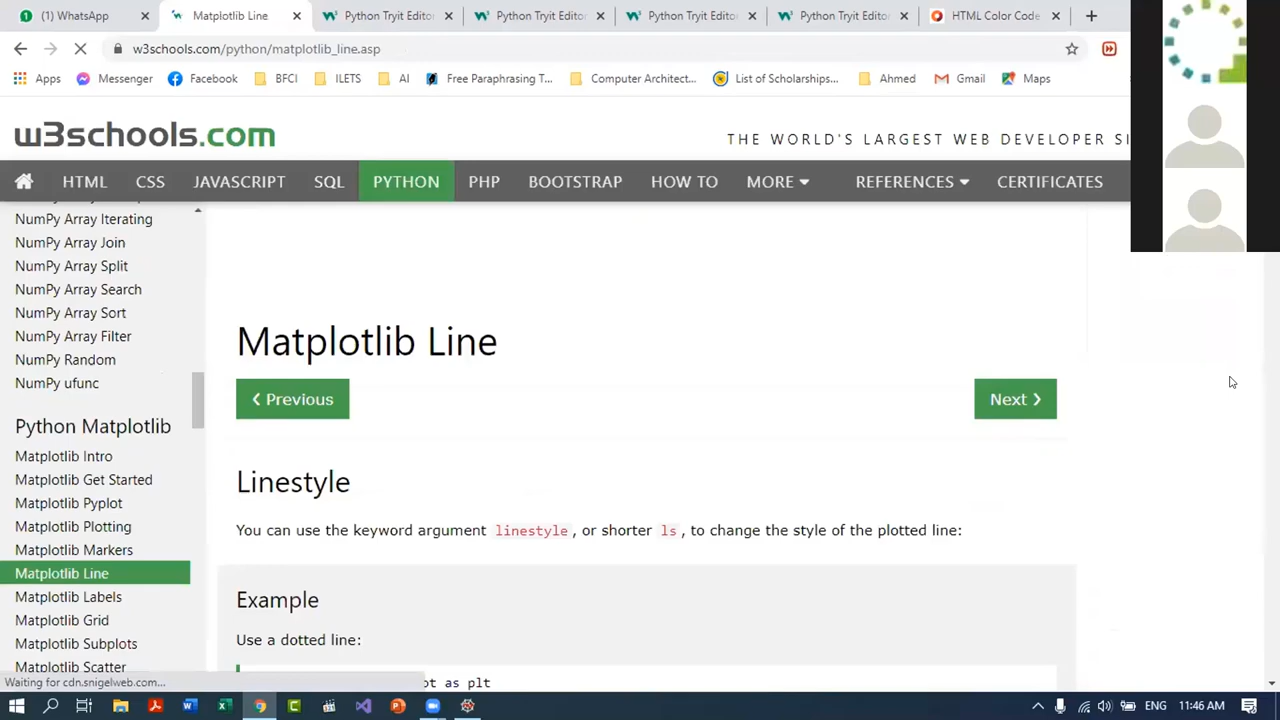 (1) WhatsApp
Matplotlib Line
Python Tryit Editor
Python Tryit Editor
Python Tryit Editor
Python Tryit Editor
HTML Color Code
w3schools.com/python/matplotlib_line.asp
Apps
Messenger
Facebook
BFCI
ILETS
AI
Free Paraphrasing T...
Computer Architect...
List of Scholarships...
Ahmed
Gmail
Maps
w3schools.com
THE WORLD'S LARGEST WEB DEVELOPER SI
HTML
CSS
JAVASCRIPT
SQL
PYTHON
PHP
BOOTSTRAP
HOW TO
MORE
REFERENCES
CERTIFICATES
NumPy Array Iterating
NumPy Array Join
NumPy Array Split
NumPy Array Search
NumPy Array Sort
NumPy Array Filter
NumPy Random
NumPy ufunc
Python Matplotlib
Matplotlib Intro
Matplotlib Get Started
Matplotlib Pyplot
Matplotlib Plotting
Matplotlib Markers
Matplotlib Line
Matplotlib Labels
Matplotlib Grid
Matplotlib Subplots
Matplotlib Scatter
Matplotlib Line
❮ Previous
Next ❯
Linestyle
You can use the keyword argument linestyle, or shorter ls, to change the style of the plotted line:
Example
Use a dotted line:
ot as plt
Waiting for cdn.snigelweb.com...
ENG
11:46 AM